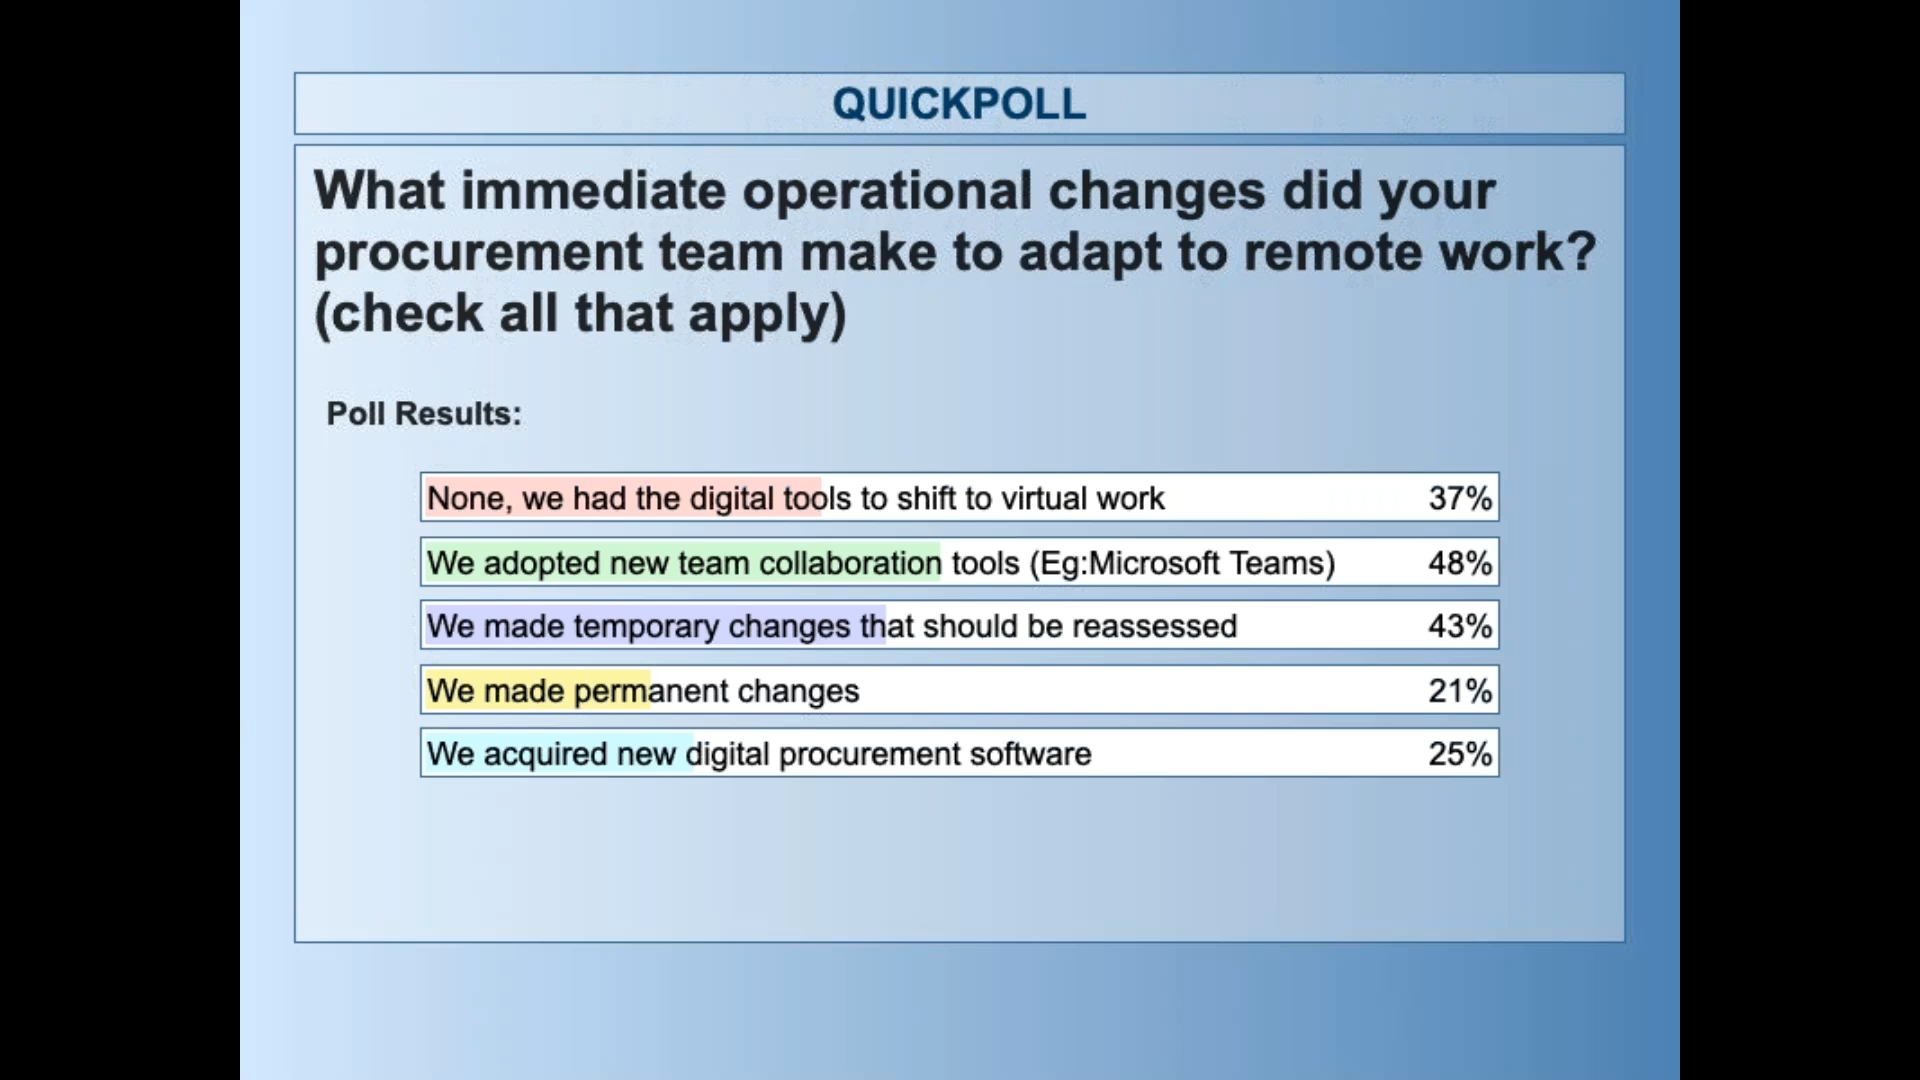 QUICKPOLL
What immediate operational changes did your
procurement team make to adapt to remote work?
(check all that apply)
Poll Results:
None, we had the digital tools to shift to virtual work 37%
We adopted new team collaboration tools (Eg:Microsoft Teams) 48%
We made temporary changes that should be reassessed 43%
We made permanent changes 21%
We acquired new digital procurement software 25%